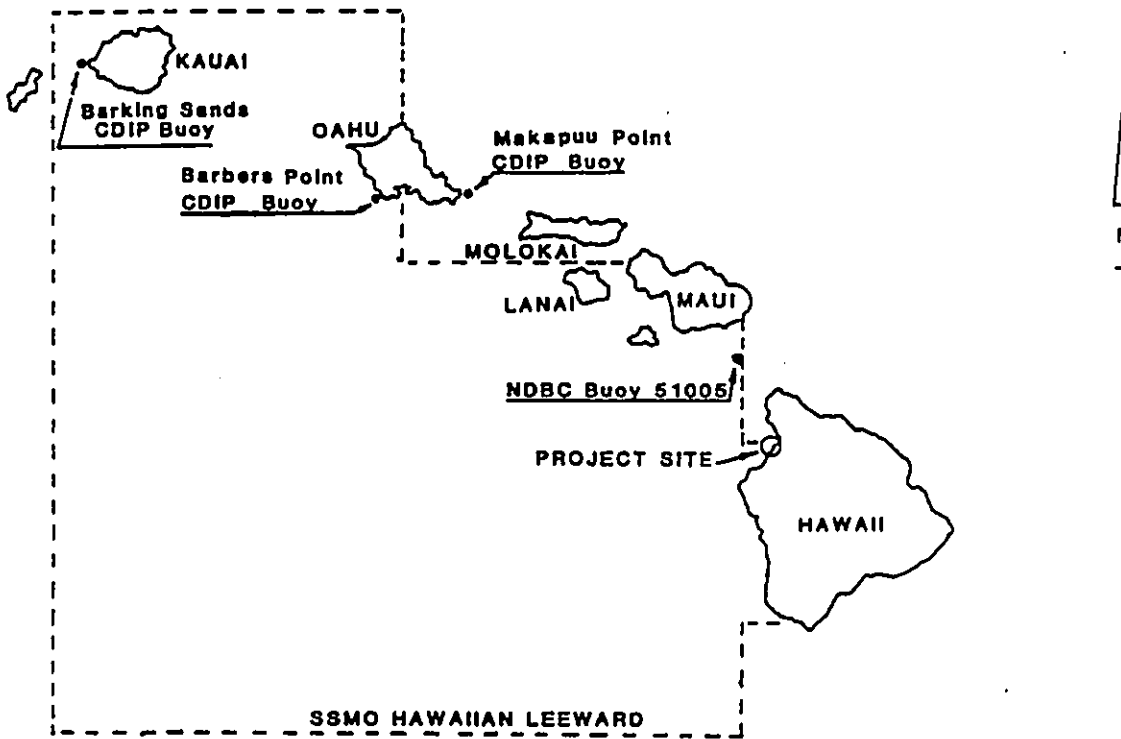 KAUAI
Barking Sands
CDIP Buoy
OAHU
Makapuu Point
CDIP Buoy
Barbers Point
CDIP Buoy
MOLOKAI
LANAI
MAUI
NDBC Buoy 51005
PROJECT SITE
HAWAII
SSMO HAWAIIAN LEEWARD